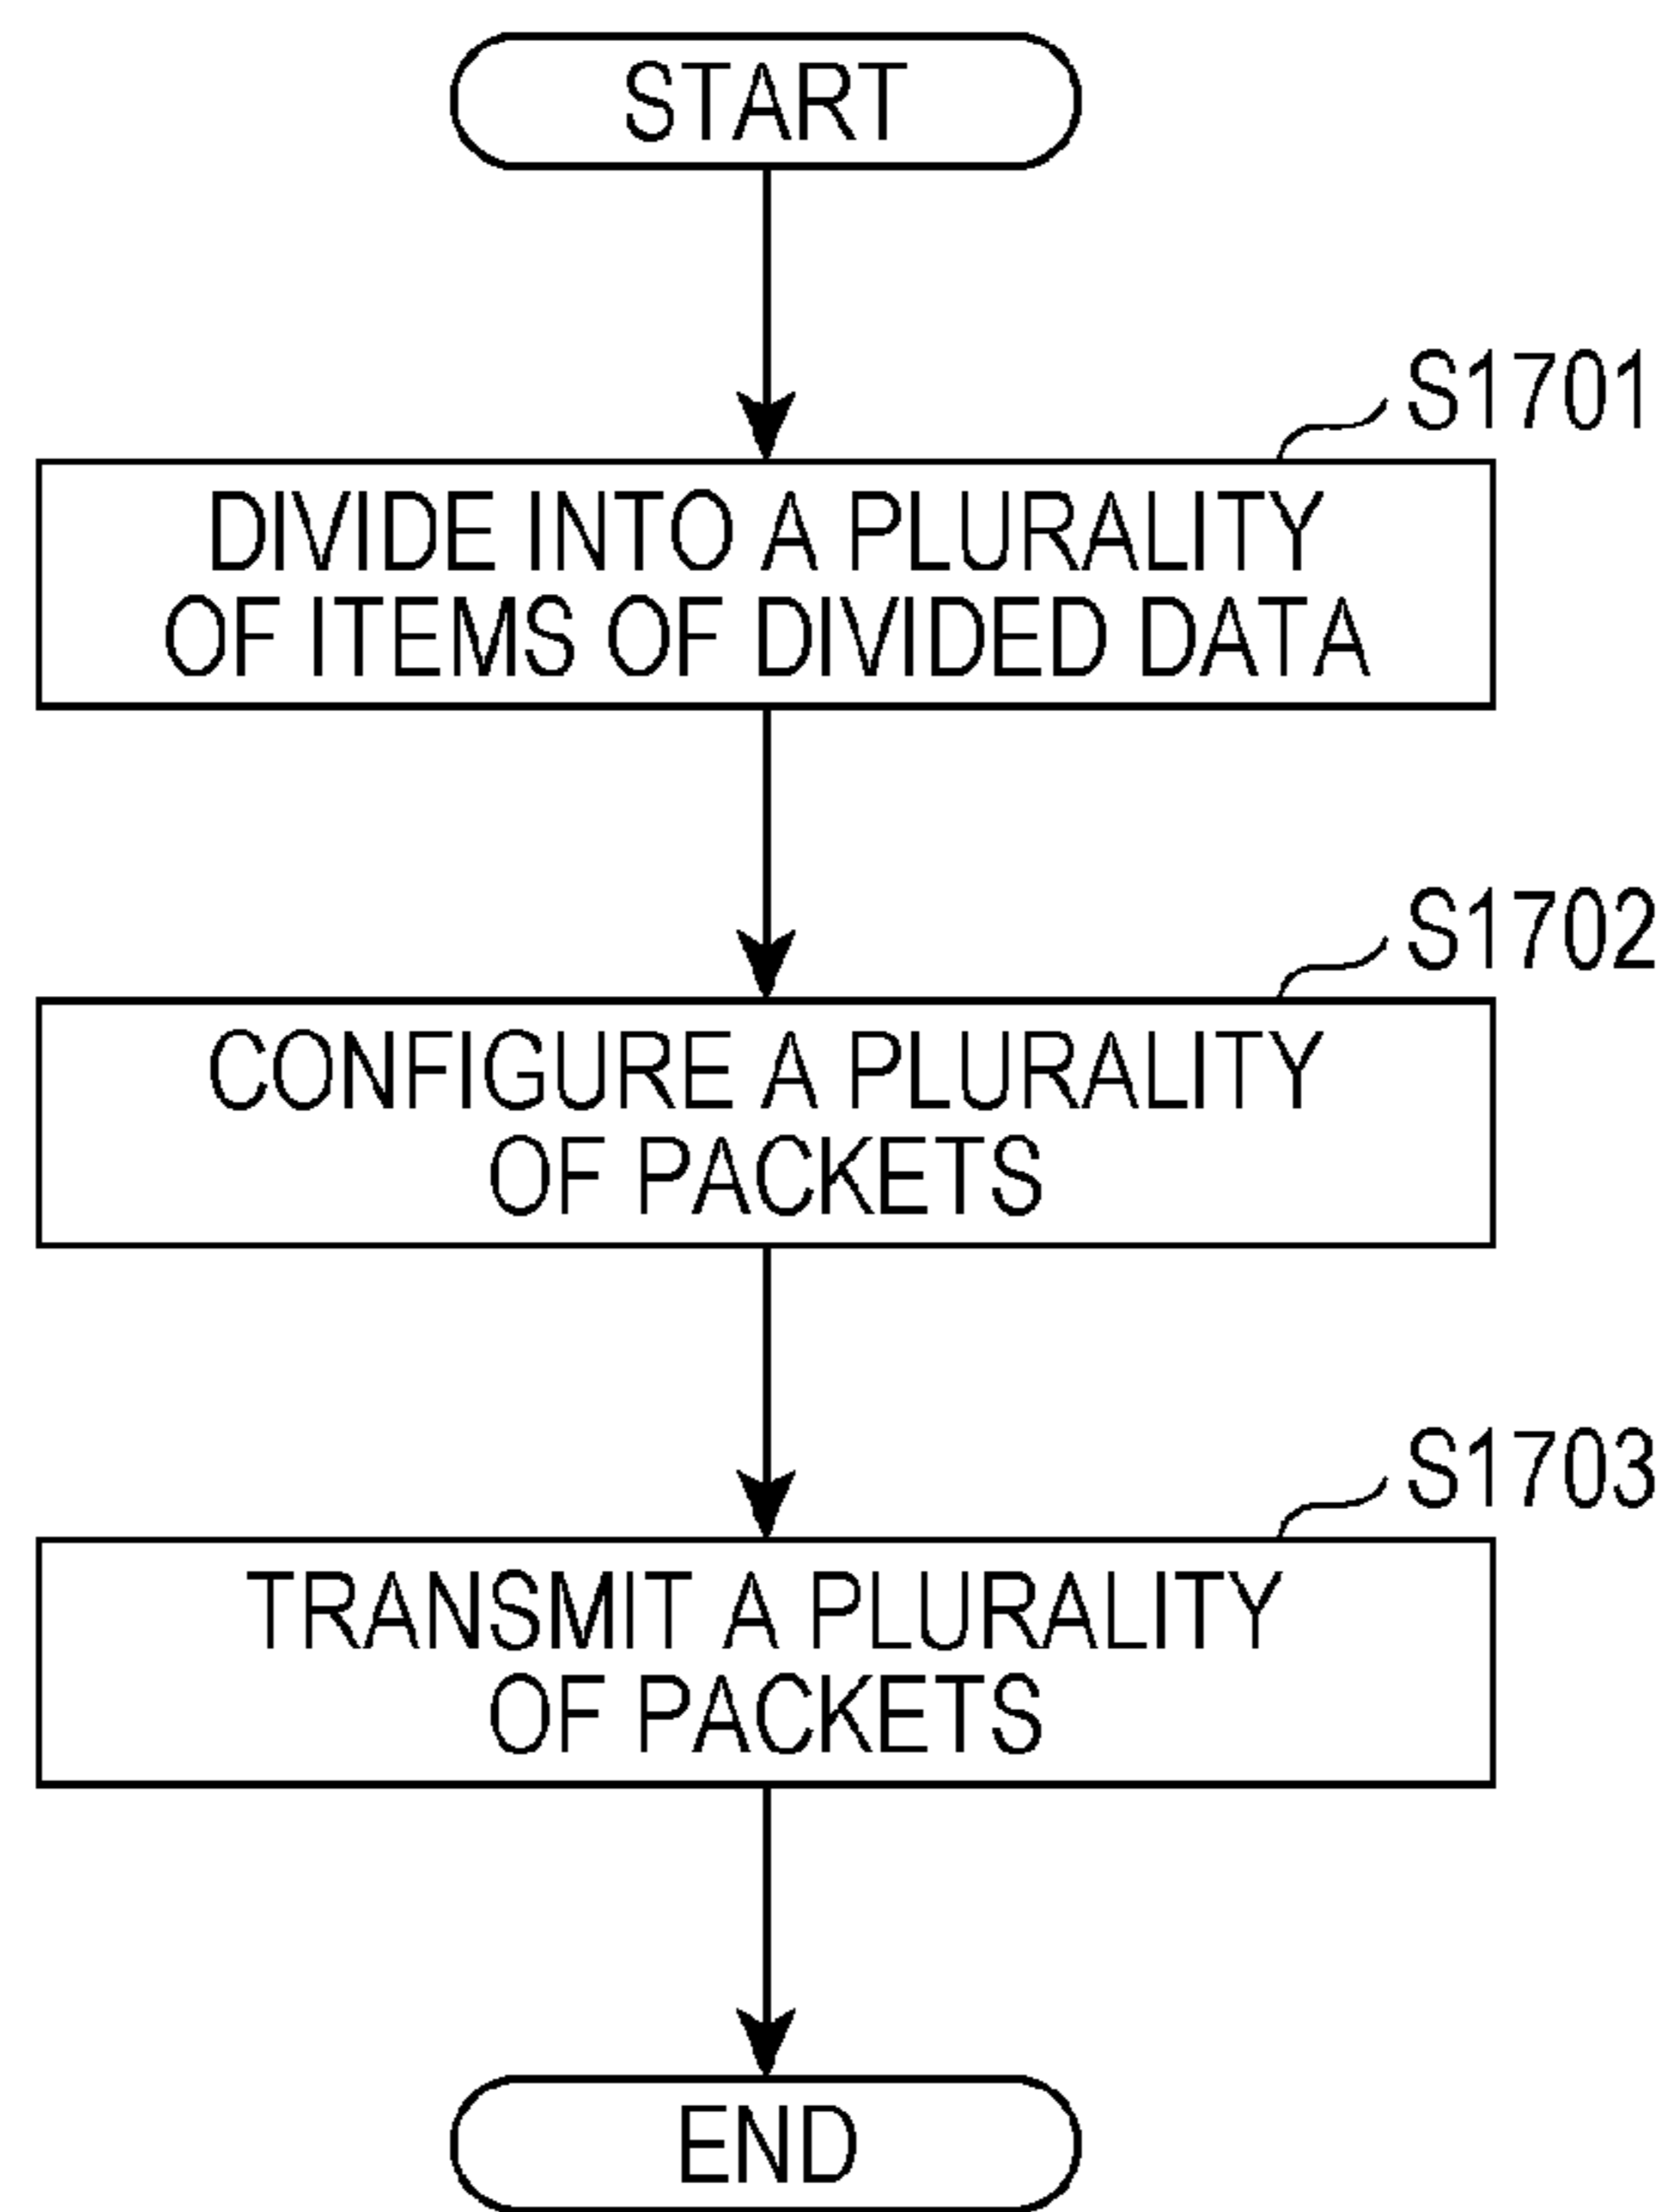 START
S1701
DIVIDE INTO A PLURALITY
OF ITEMS OF DIVIDED DATA
S1702
CONFIGURE A PLURALITY
OF PACKETS
S1703
TRANSMIT A PLURALITY
OF PACKETS
END